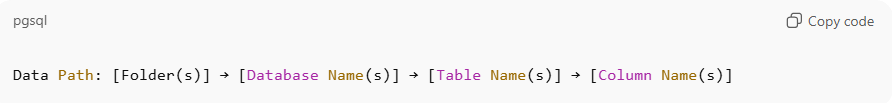 pgsql
Copy code
Data Path: [Folder(s)] → [Database Name(s)] → [Table Name(s)] → [Column Name(s)]